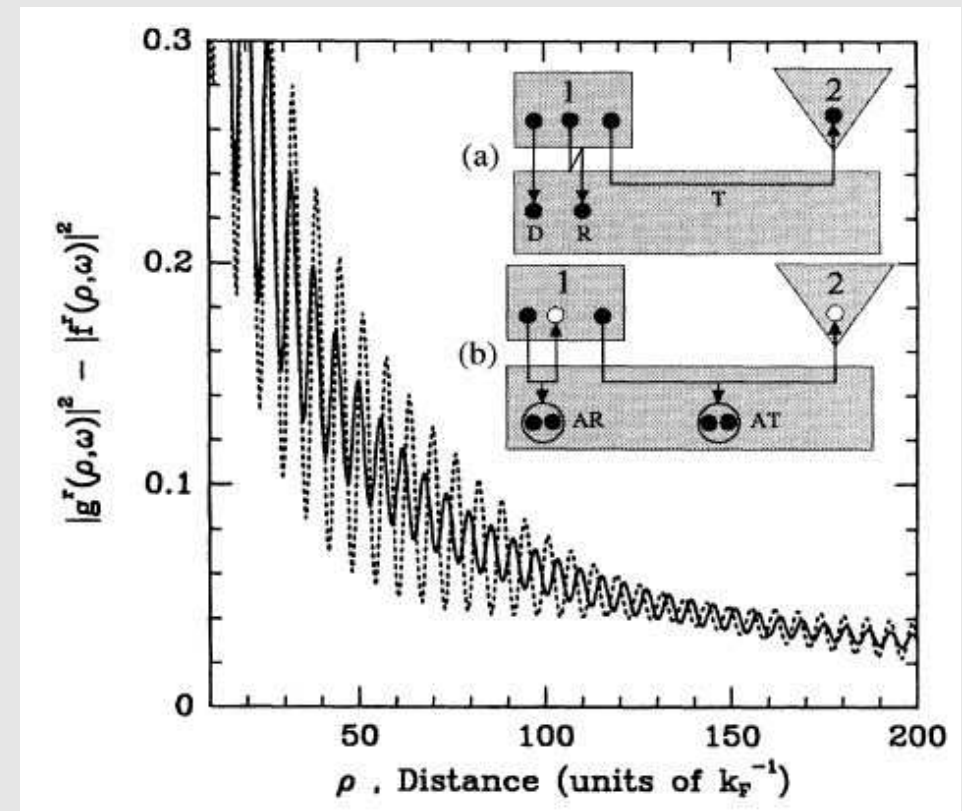 0.3
0.2
0.1
0
50
100
150
200
|g^r(ρ,ω)|^2 − |f^r(ρ,ω)|^2
ρ , Distance (units of k_F^-1)
1
2
(a)
T
D
R
1
2
(b)
AR
AT